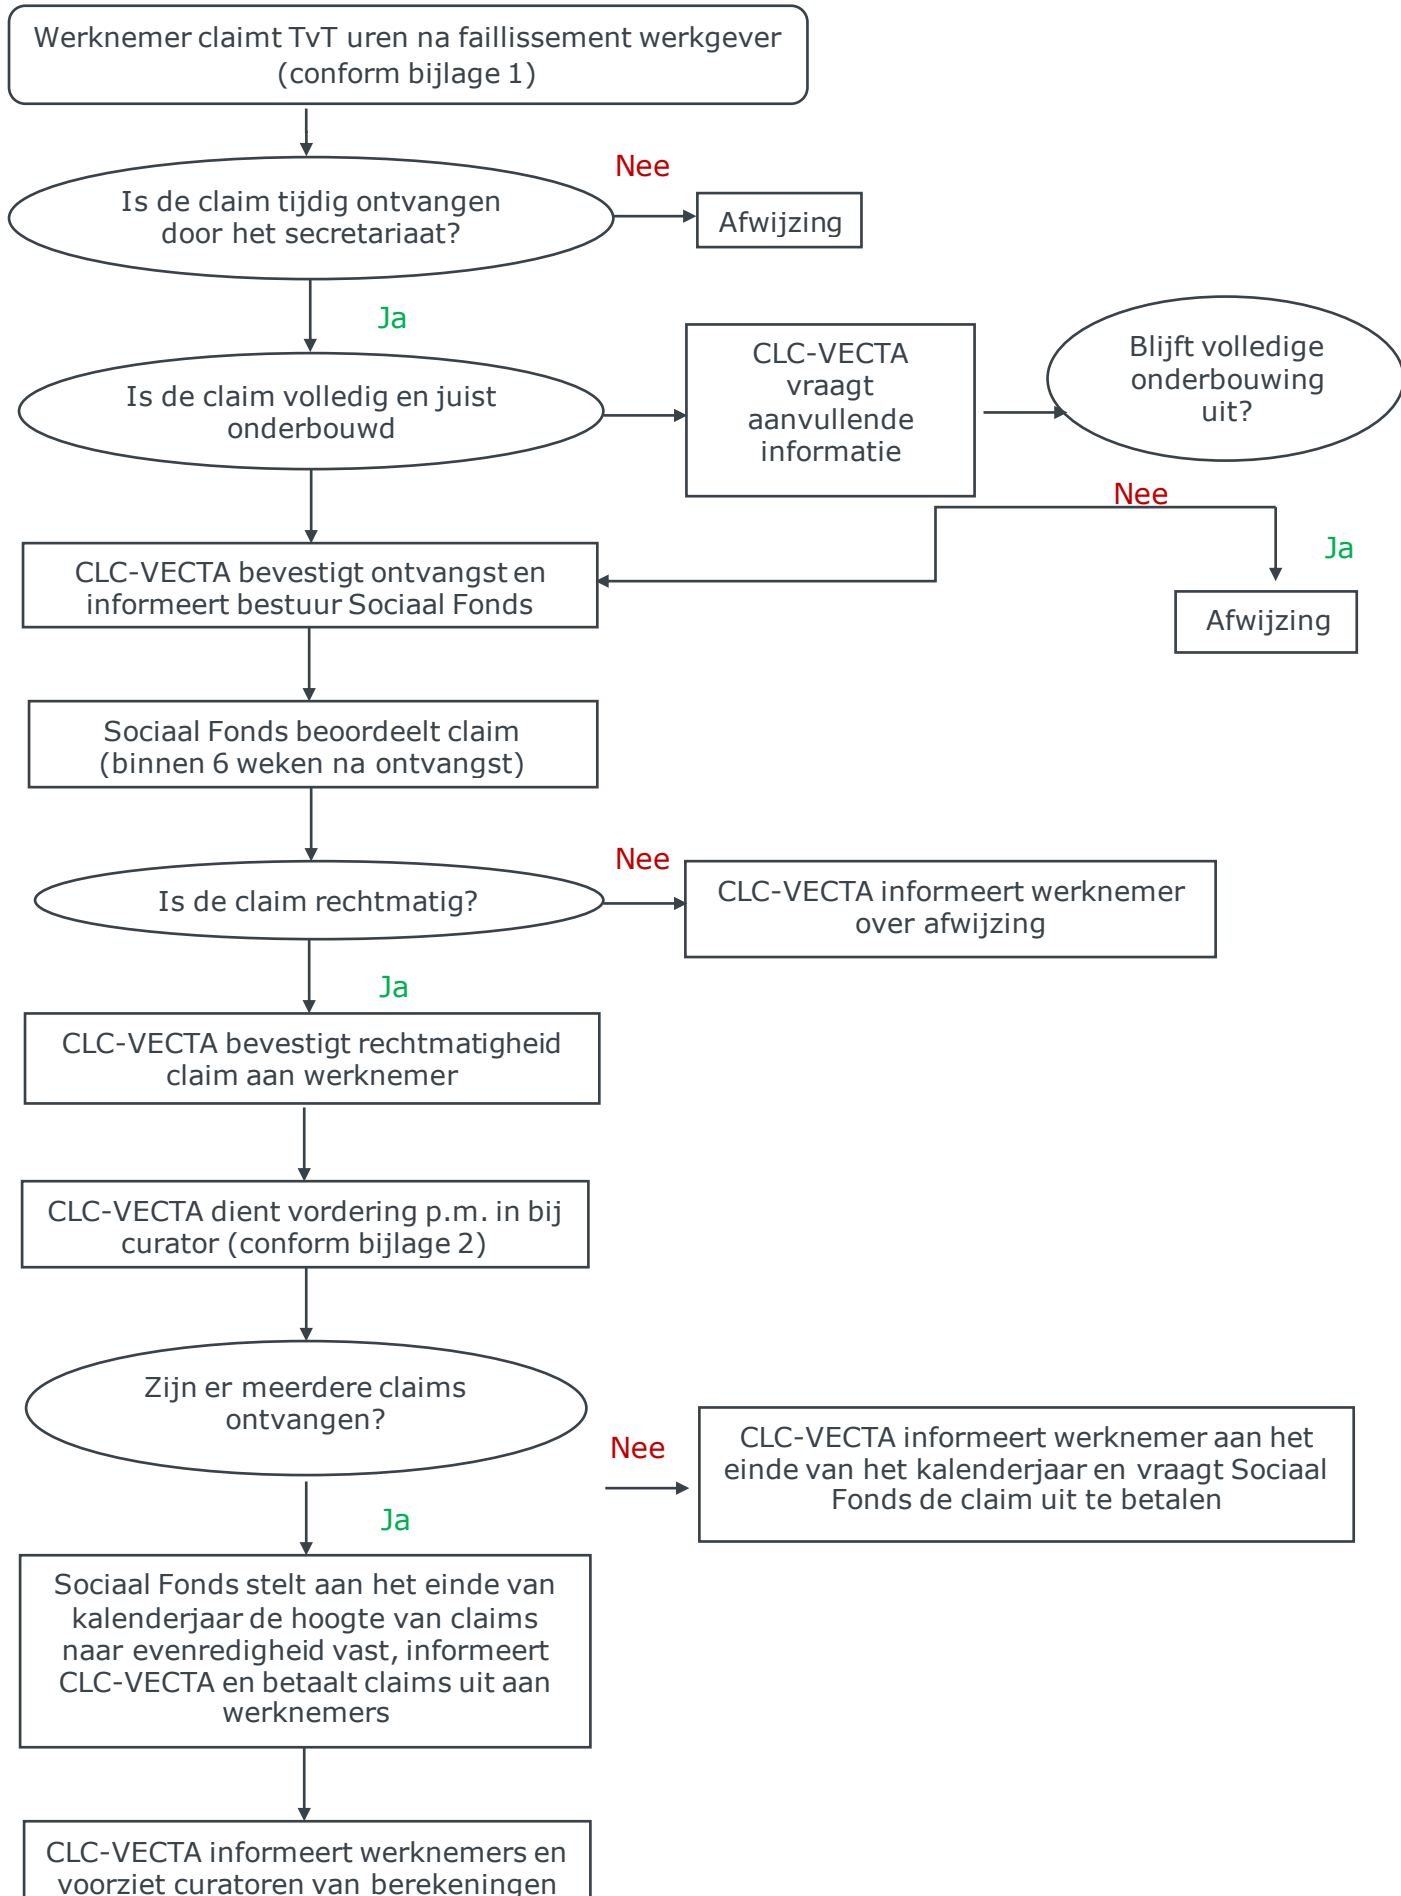 Werknemer claimt TvT uren na faillissement werkgever
(conform bijlage 1)
Nee
Is de claim tijdig ontvangen
door het secretariaat?
Afwijzing
Ja
CLC-VECTA
vraagt
aanvullende
informatie
Blijft volledige
onderbouwing
uit?
Is de claim volledig en juist
onderbouwd
Nee
Ja
CLC-VECTA bevestigt ontvangst en
informeert bestuur Sociaal Fonds
Afwijzing
Sociaal Fonds beoordeelt claim
(binnen 6 weken na ontvangst)
Nee
Is de claim rechtmatig?
CLC-VECTA informeert werknemer
over afwijzing
Ja
CLC-VECTA bevestigt rechtmatigheid
claim aan werknemer
CLC-VECTA dient vordering p.m. in bij
curator (conform bijlage 2)
Zijn er meerdere claims
ontvangen?
Nee
CLC-VECTA informeert werknemer aan het
einde van het kalenderjaar en vraagt Sociaal
Fonds de claim uit te betalen
Ja
Sociaal Fonds stelt aan het einde van
kalenderjaar de hoogte van claims
naar evenredigheid vast, informeert
CLC-VECTA en betaalt claims uit aan
werknemers
CLC-VECTA informeert werknemers en
voorziet curatoren van berekeningen